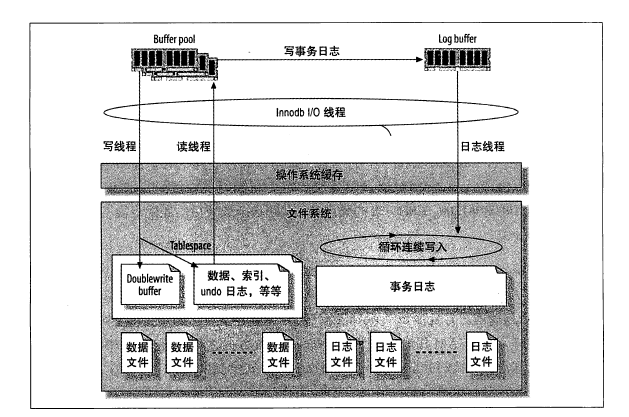 Buffer pool
Log buffer
写事务日志
Innodb I/O 线程
写线程
读线程
日志线程
操作系统缓存
文件系统
Tablespace
循环连续写入
Doublewrite
buffer
数据、索引、
undo 日志，等等
事务日志
数据
文件
数据
文件
数据
文件
日志
文件
日志
文件
日志
文件